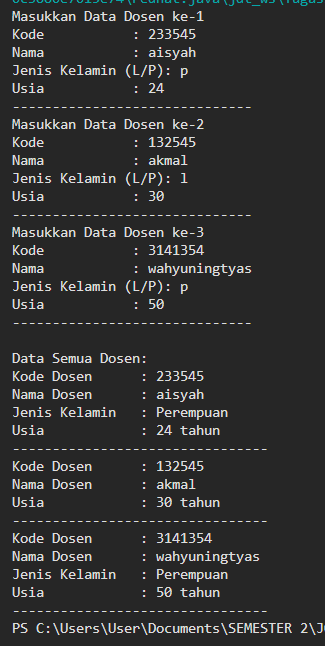 Masukkan Data Dosen ke-1
Kode           : 233545
Nama           : aisyah
Jenis Kelamin (L/P): p
Usia           : 24
------------------------------
Masukkan Data Dosen ke-2
Kode           : 132545
Nama           : akmal
Jenis Kelamin (L/P): l
Usia           : 30
------------------------------
Masukkan Data Dosen ke-3
Kode           : 3141354
Nama           : wahyuningtyas
Jenis Kelamin (L/P): p
Usia           : 50
------------------------------

Data Semua Dosen:
Kode Dosen      : 233545
Nama Dosen      : aisyah
Jenis Kelamin   : Perempuan
Usia            : 24 tahun
--------------------------------
Kode Dosen      : 132545
Nama Dosen      : akmal
Usia            : 30 tahun
--------------------------------
Kode Dosen      : 3141354
Nama Dosen      : wahyuningtyas
Jenis Kelamin   : Perempuan
Usia            : 50 tahun
--------------------------------
PS C:\Users\User\Documents\SEMESTER 2\